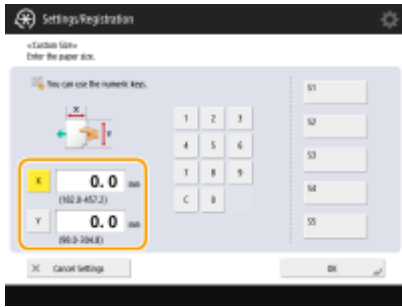 Settings/Registration
<Custom Size>
Enter the paper size.
You can use the numeric keys.
X
Y
1 2 3
4 5 6
7 8 9
C 0
X 0.0 mm
(182.0-457.2)
Y 0.0 mm
(98.0-304.8)
S1
S2
S3
S4
S5
Cancel Settings
OK